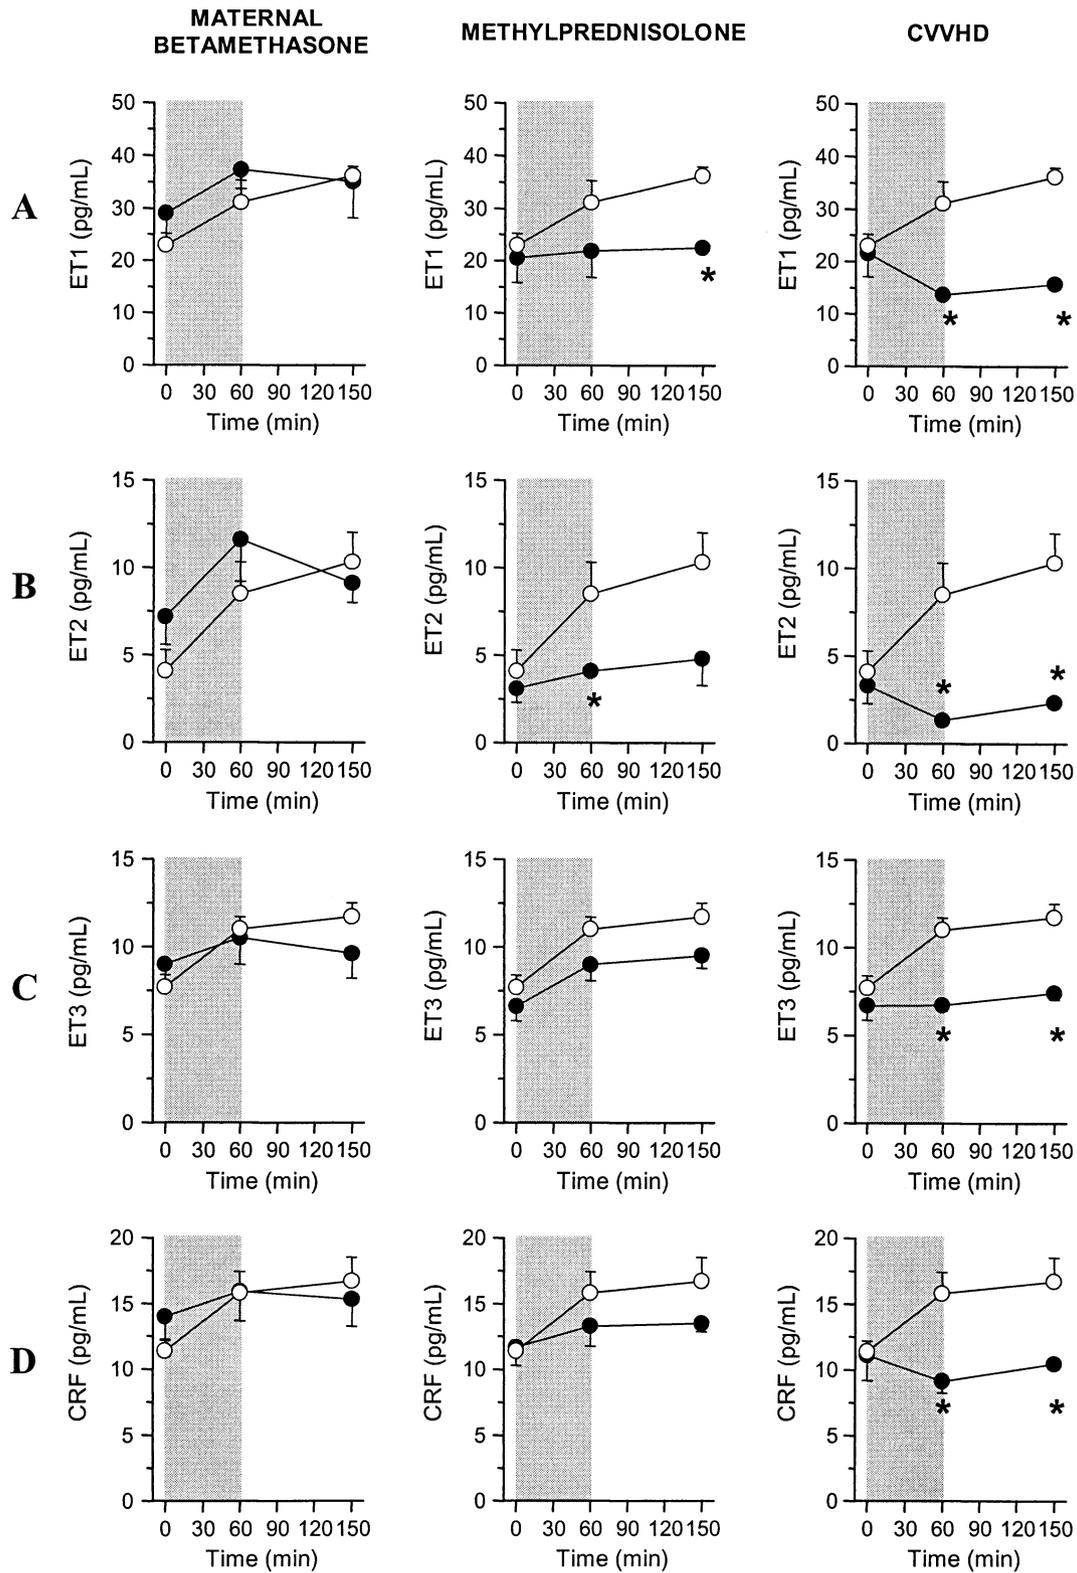 MATERNAL
BETAMETHASONE
METHYLPREDNISOLONE
CVVHD
A
ET1 (pg/mL)
50
40
30
20
10
0
0 30 60 90 120 150
Time (min)
ET1 (pg/mL)
50
40
30
20
10
0
*
0 30 60 90 120 150
Time (min)
ET1 (pg/mL)
50
40
30
20
10
0
* *
0 30 60 90 120 150
Time (min)
B
ET2 (pg/mL)
15
10
5
0
0 30 60 90 120 150
Time (min)
ET2 (pg/mL)
15
10
5
0
*
0 30 60 90 120 150
Time (min)
ET2 (pg/mL)
15
10
5
0
* *
0 30 60 90 120 150
Time (min)
C
ET3 (pg/mL)
15
10
5
0
0 30 60 90 120 150
Time (min)
ET3 (pg/mL)
15
10
5
0
0 30 60 90 120 150
Time (min)
ET3 (pg/mL)
15
10
5
0
* *
0 30 60 90 120 150
Time (min)
D
CRF (pg/mL)
20
15
10
5
0
0 30 60 90 120 150
Time (min)
CRF (pg/mL)
20
15
10
5
0
0 30 60 90 120 150
Time (min)
CRF (pg/mL)
20
15
10
5
0
* *
0 30 60 90 120 150
Time (min)